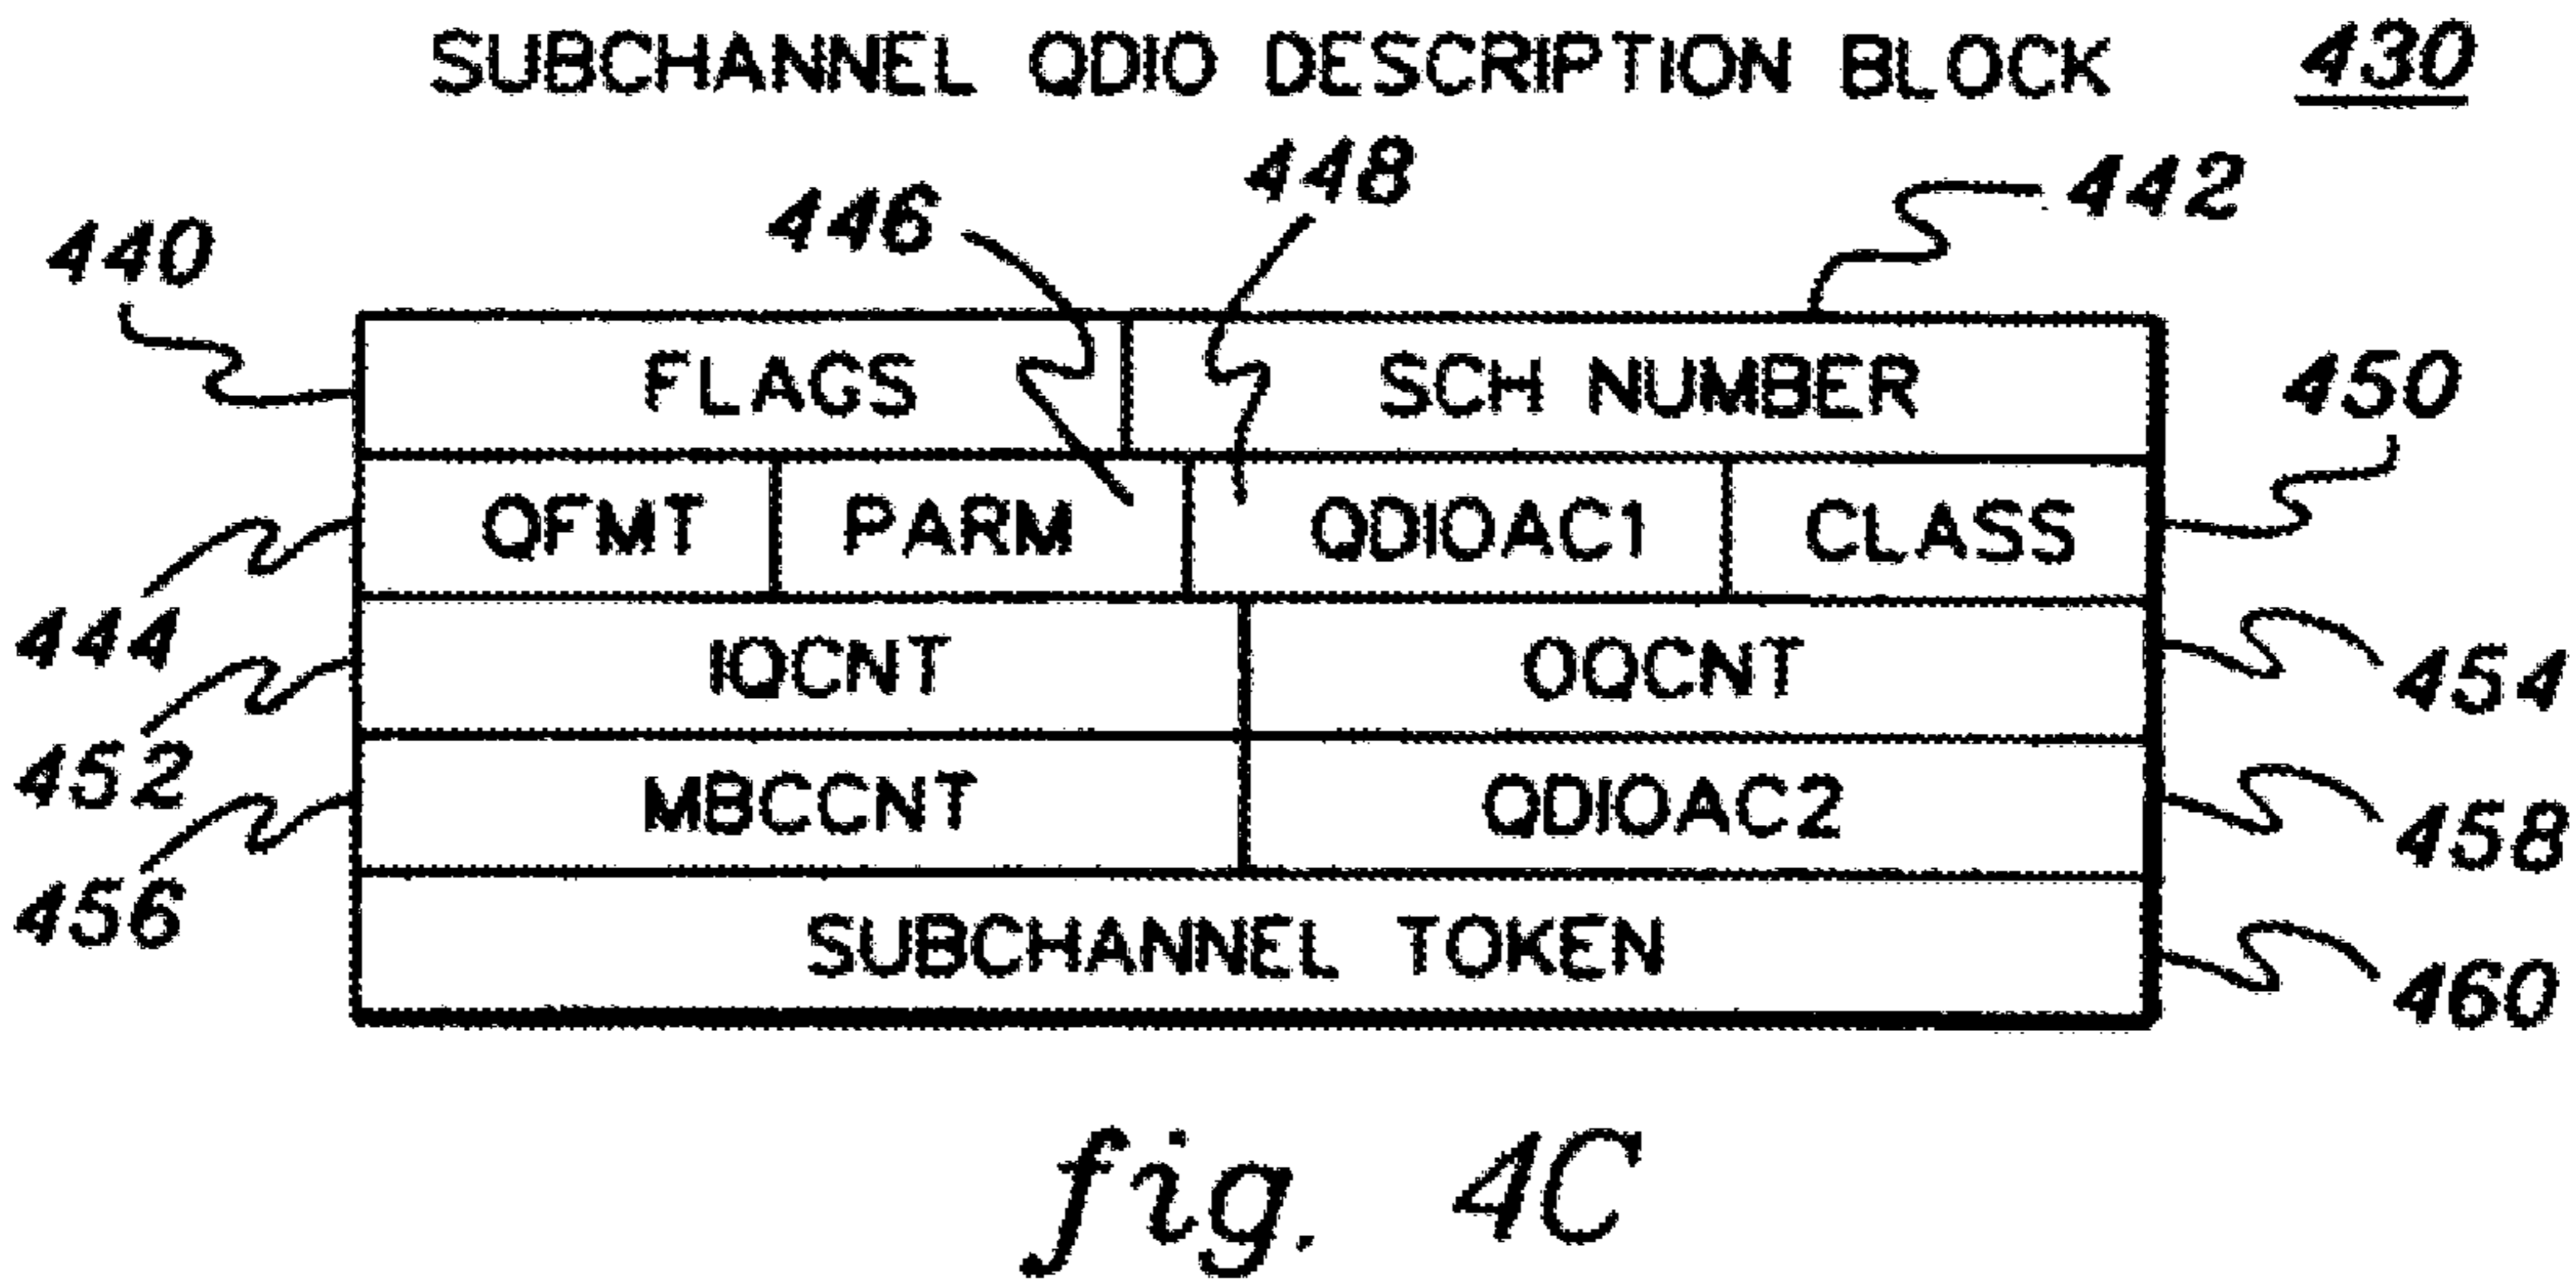 SUBCHANNEL QDIO DESCRIPTION BLOCK 430
440 446 448 442
FLAGS SCH NUMBER
450
QFMT PARM QDIOAC1 CLASS
444
IQCNT OQCNT
452 454
MBCCNT QDIOAC2
456 458
SUBCHANNEL TOKEN
460
fig. 4C